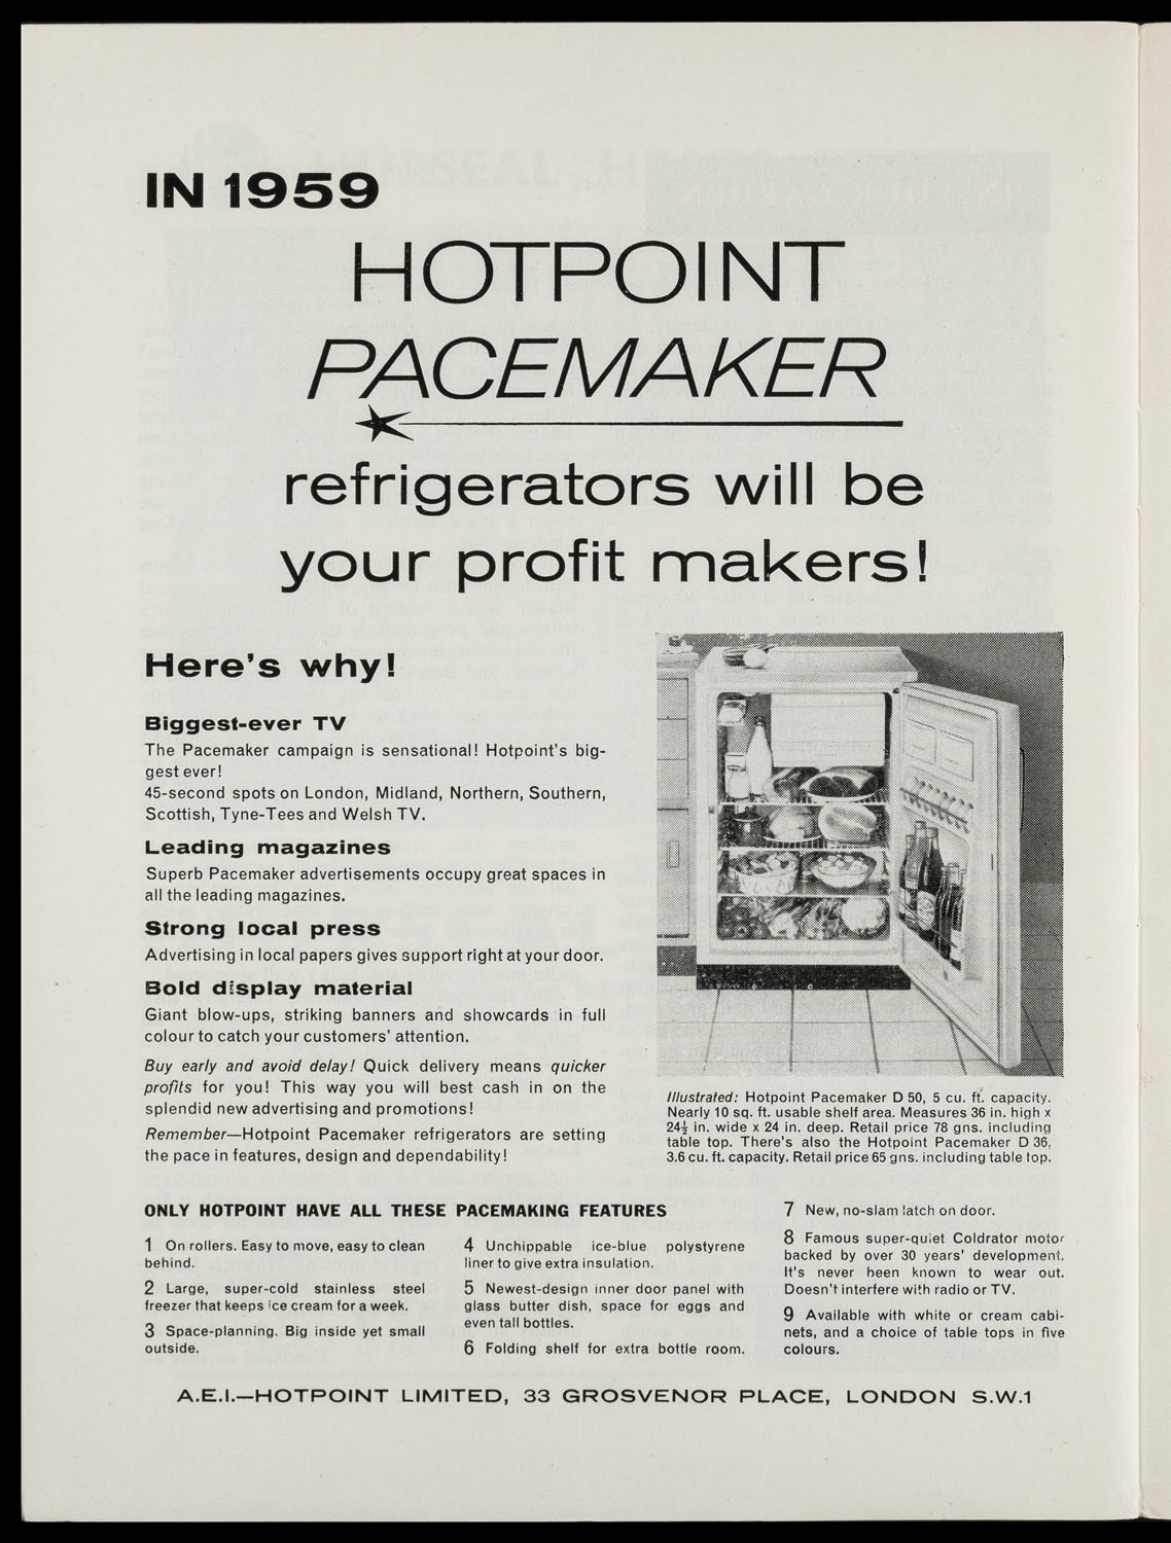 IN 1959
HOTPOINT
PACEMAKER
refrigerators will be
your profit makers!
Here's why!
Biggest-ever TV
The Pacemaker campaign is sensational! Hotpoint's big-
gest ever!
45-second spots on London, Midland, Northern, Southern,
Scottish, Tyne-Tees and Welsh TV.
Leading magazines
Superb Pacemaker advertisements occupy great spaces in
all the leading magazines.
Strong local press
Advertising in local papers gives support right at your door.
Bold display material
Giant blow-ups, striking banners and showcards in full
colour to catch your customers' attention.
Buy early and avoid delay! Quick delivery means quicker
profits for you! This way you will best cash in on the
splendid new advertising and promotions!
Remember—Hotpoint Pacemaker refrigerators are setting
the pace in features, design and dependability!
Illustrated: Hotpoint Pacemaker D 50, 5 cu. ft. capacity.
Nearly 10 sq. ft. usable shelf area. Measures 36 in. high x
24½ in. wide x 24 in. deep. Retail price 78 gns. including
table top. There's also the Hotpoint Pacemaker D 36,
3.6 cu. ft. capacity. Retail price 65 gns. including table top.
ONLY HOTPOINT HAVE ALL THESE PACEMAKING FEATURES
1 On rollers. Easy to move, easy to clean
behind.
2 Large, super-cold stainless steel
freezer that keeps ice cream for a week.
3 Space-planning. Big inside yet small
outside.
4 Unchippable ice-blue polystyrene
liner to give extra insulation.
5 Newest-design inner door panel with
glass butter dish, space for eggs and
even tall bottles.
6 Folding shelf for extra bottle room.
7 New, no-slam latch on door.
8 Famous super-quiet Coldrator motor
backed by over 30 years' development.
It's never been known to wear out.
Doesn't interfere with radio or TV.
9 Available with white or cream cabi-
nets, and a choice of table tops in five
colours.
A.E.I.—HOTPOINT LIMITED, 33 GROSVENOR PLACE, LONDON S.W.1